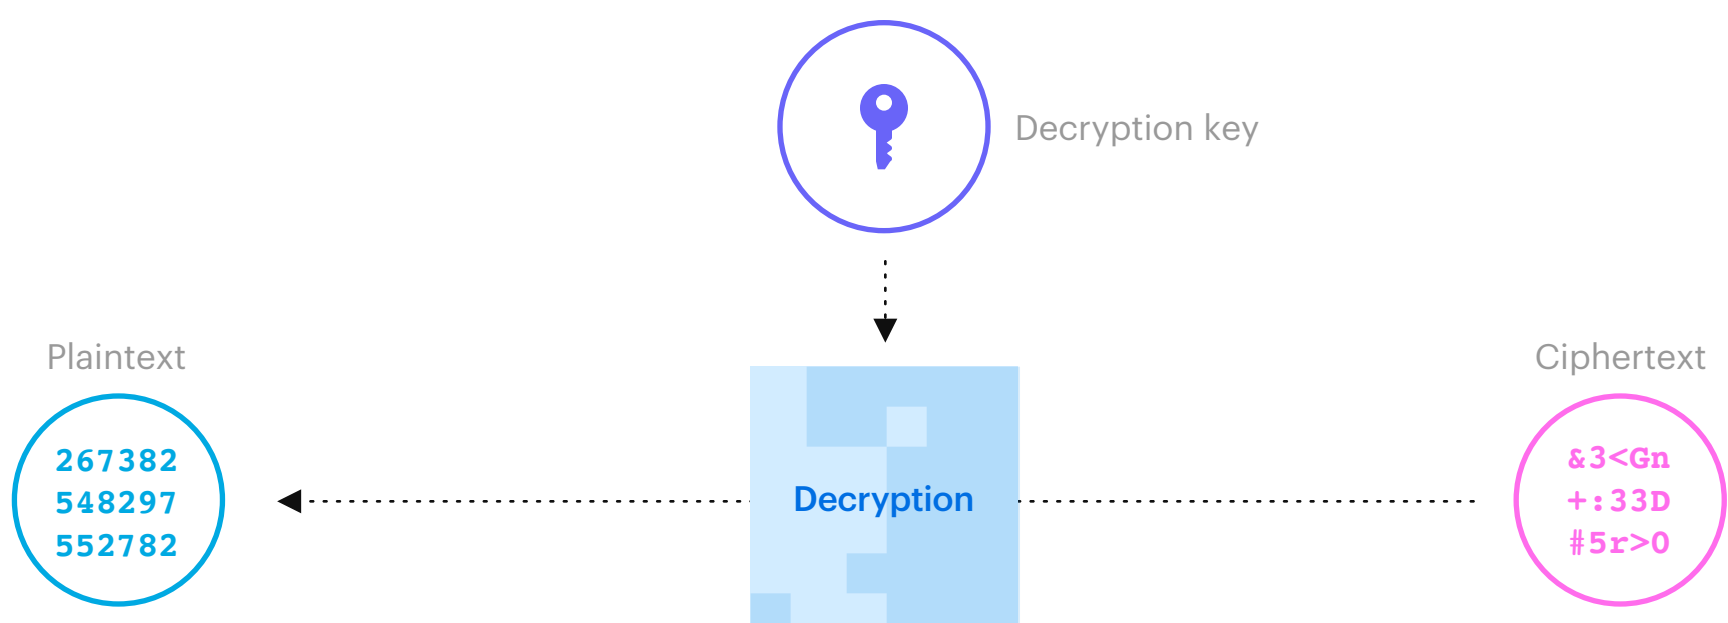 Decryption key
Plaintext
267382
548297
552782
Decryption
Ciphertext
&3<Gn
+:33D
#5r>0